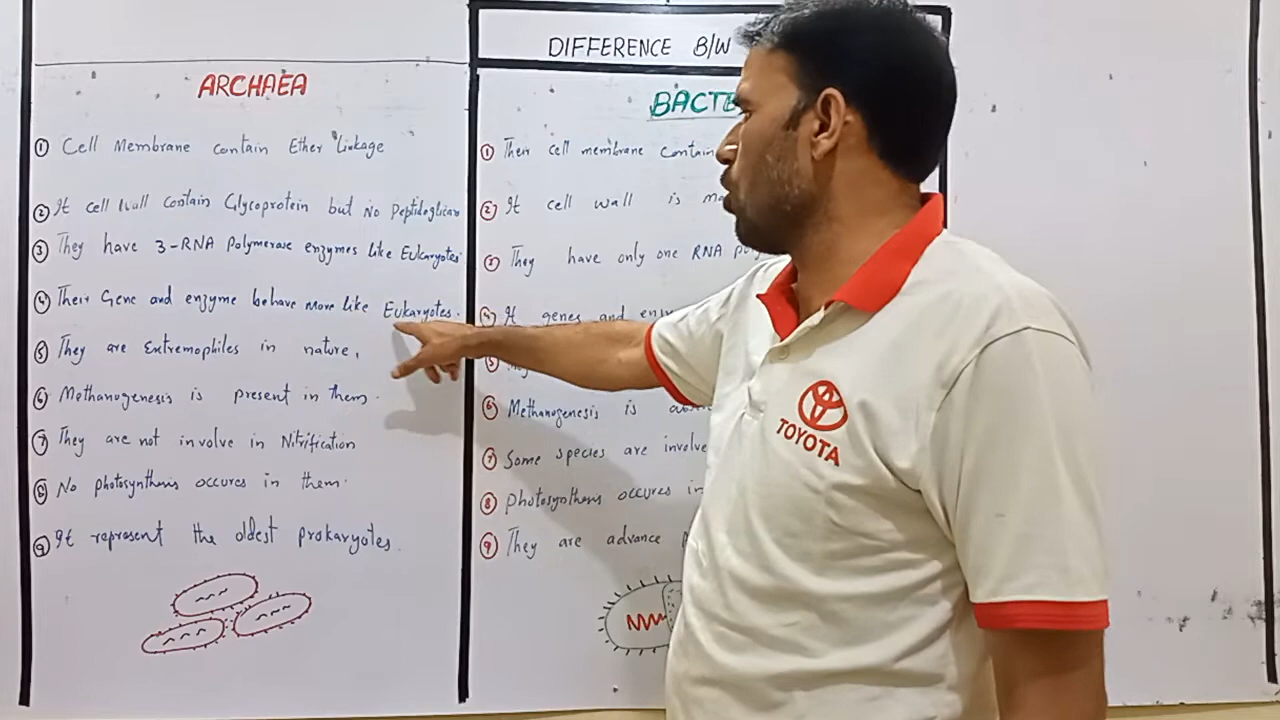 DIFFERENCE B/W
ARCHAEA
① Cell Membrane contain Ether Linkage
② It cell wall contain Glycoprotein but No Peptidoglican
③ They have 3-RNA Polymerase enzymes like Eukaryotes.
④ Their Gene and enzyme behave More like Eukaryotes.
⑤ They are Extremophiles in nature.
⑥ Methanogenesis is present in them.
⑦ They are not involve in Nitrification
⑧ No photosynthesis occures in them.
⑨ It represent the oldest prokaryotes.
BACTE
① Their cell membrane contain
② It cell wall is
③ They have only one RNA
④ It genes and
⑤
⑥ Methanogenesis is
⑦ Some species are involve
⑧ Photosynthesis occures in
⑨ They are advance
TOYOTA